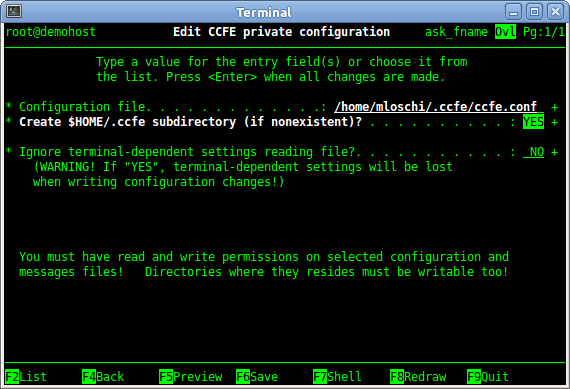 Terminal
root@demohost Edit CCFE private configuration ask_fname Ovl Pg:1/1
Type a value for the entry field(s) or choose it from
the list. Press <Enter> when all changes are made.
* Configuration file. . . . . . . . . . . . .: /home/mloschi/.ccfe/ccfe.conf +
* Create $HOME/.ccfe subdirectory (if nonexistent)? . . . . . . . . . . : YES +
* Ignore terminal-dependent settings reading file?. . . . . . . . . . . : NO +
(WARNING! If "YES", terminal-dependent settings will be lost
when writing configuration changes!)
You must have read and write permissions on selected configuration and
messages files! Directories where they resides must be writable too!
F2List F4Back F5Preview F6Save F7Shell F8Redraw F9Quit